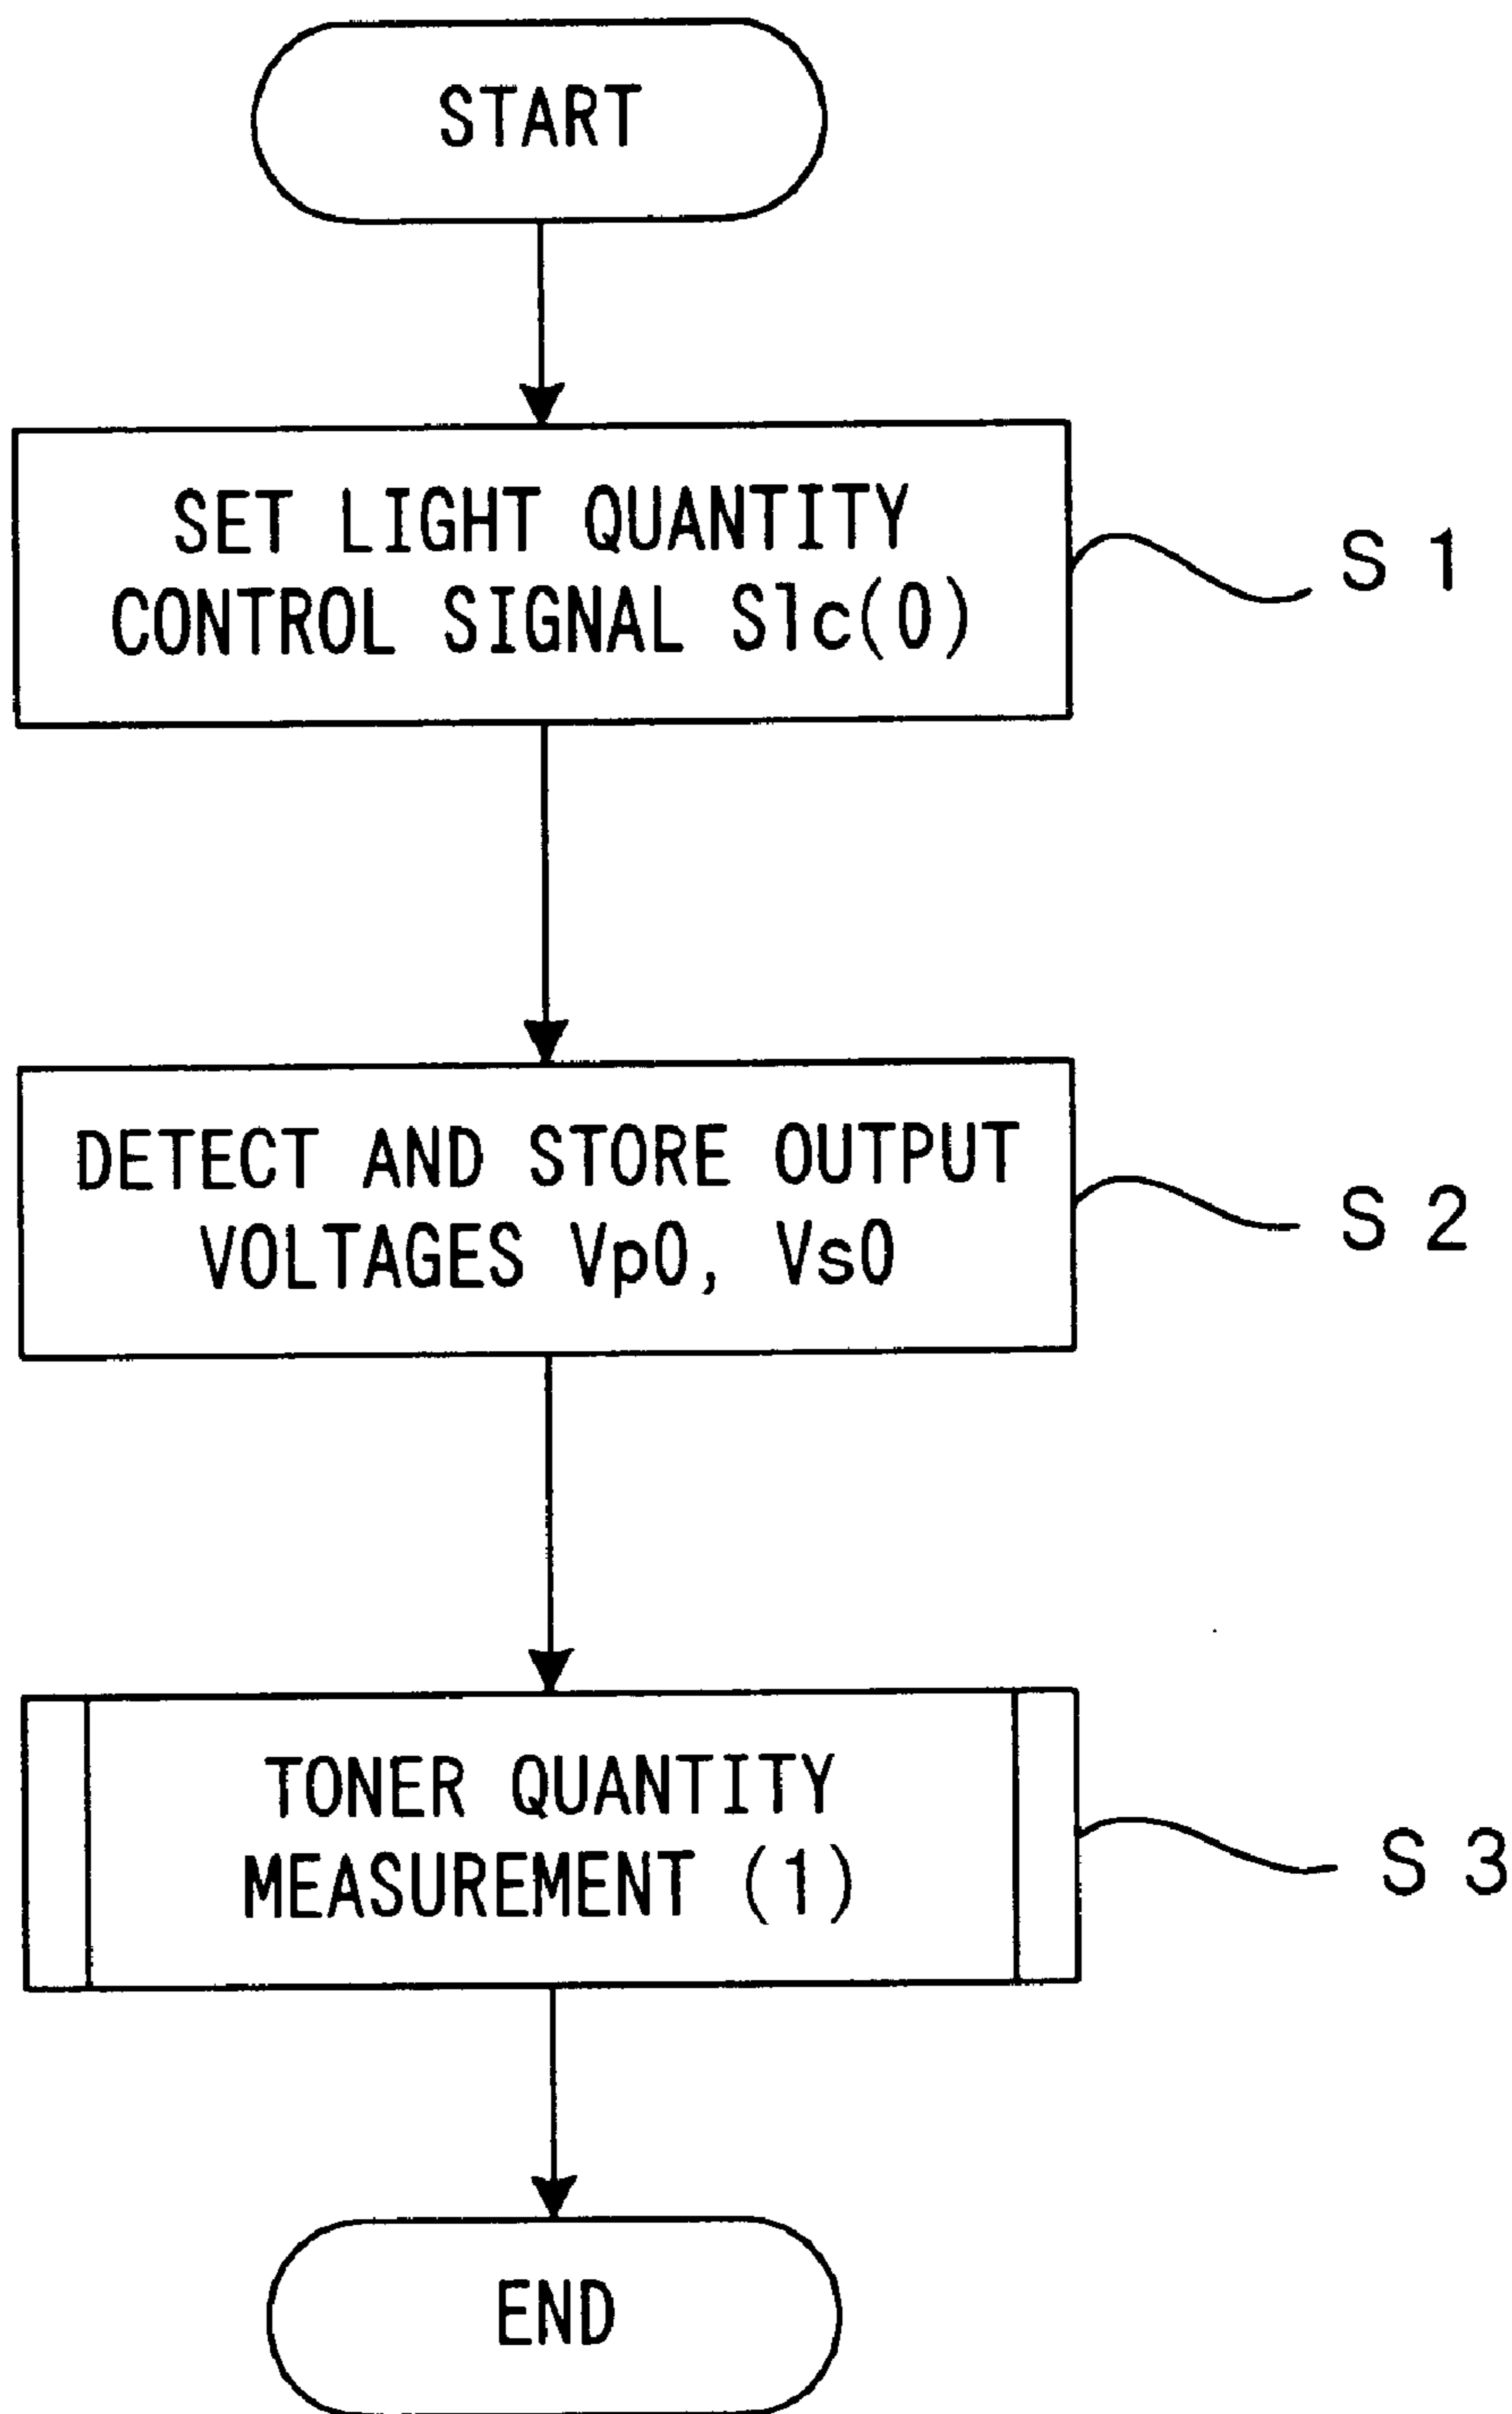 START
SET LIGHT QUANTITY
CONTROL SIGNAL Slc(0)
S 1
DETECT AND STORE OUTPUT
VOLTAGES Vp0, Vs0
S 2
TONER QUANTITY
MEASUREMENT (1)
S 3
END